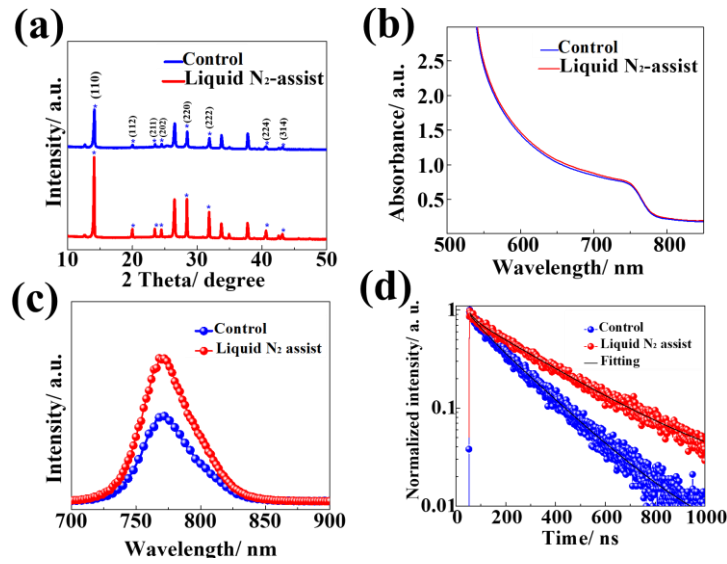 (a)
Control
Liquid N₂-assist
(110)
(112)
(211)
(202)
(220)
(222)
(224)
(314)
Intensity/ a.u.
10 20 30 40 50
2 Theta/ degree
(b)
Control
Liquid N₂-assist
Absorbance/ a.u.
2.5
2.0
1.5
1.0
0.5
500 600 700 800
Wavelength/ nm
(c)
Control
Liquid N₂ assist
Intensity/ a.u.
700 750 800 850 900
Wavelength/ nm
(d)
Control
Liquid N₂ assist
Fitting
Normalized intensity/ a. u.
1
0.1
0.01
0 200 400 600 800 1000
Time/ ns